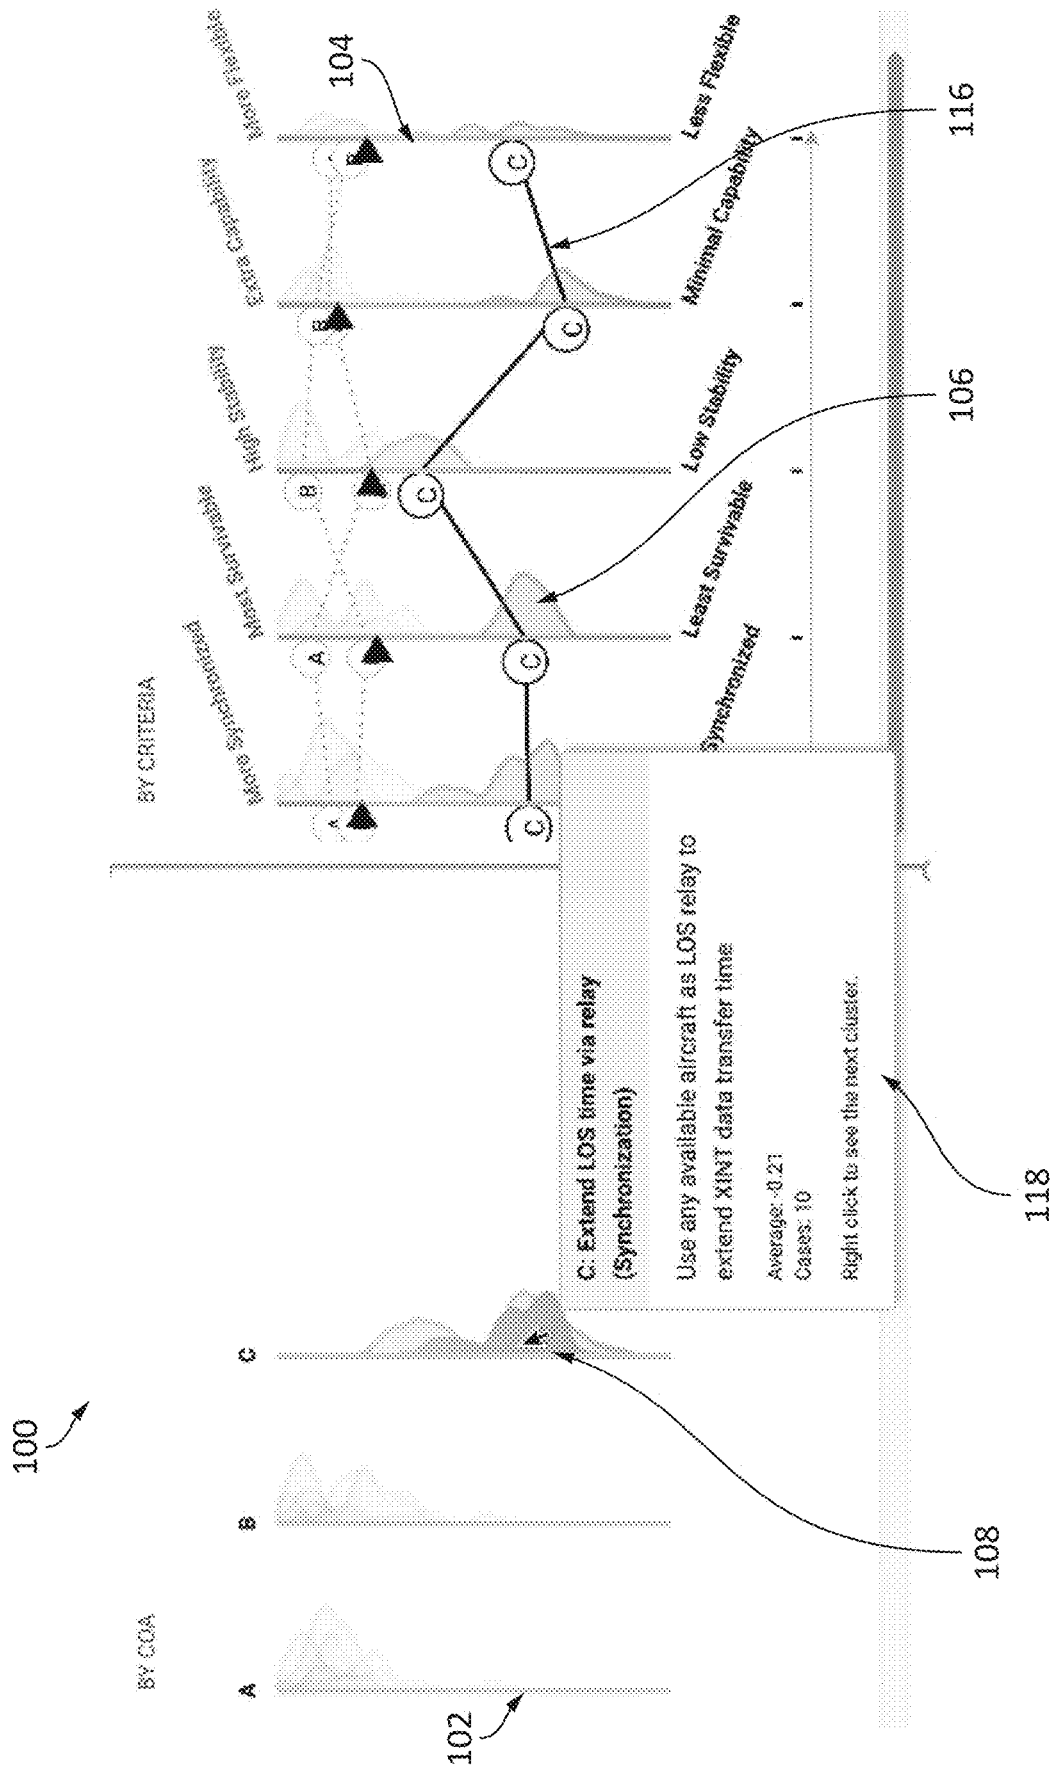 100
BY COA
BY CRITERIA
A
B
C
More Synchronized
Most Survivable
High Stability
Extra Capability
More Flexible
A
A
B
B
B
C
C
C
C
C
104
102
108
106
116
Synchronized
Least Survivable
Low Stability
Minimal Capability
Less Flexible
C: Extend LOS time via relay
(Synchronization)
Use any available aircraft as LOS relay to
extend XINT data transfer time
Average: -0.21
Cases: 10
Right click to see the next cluster.
118